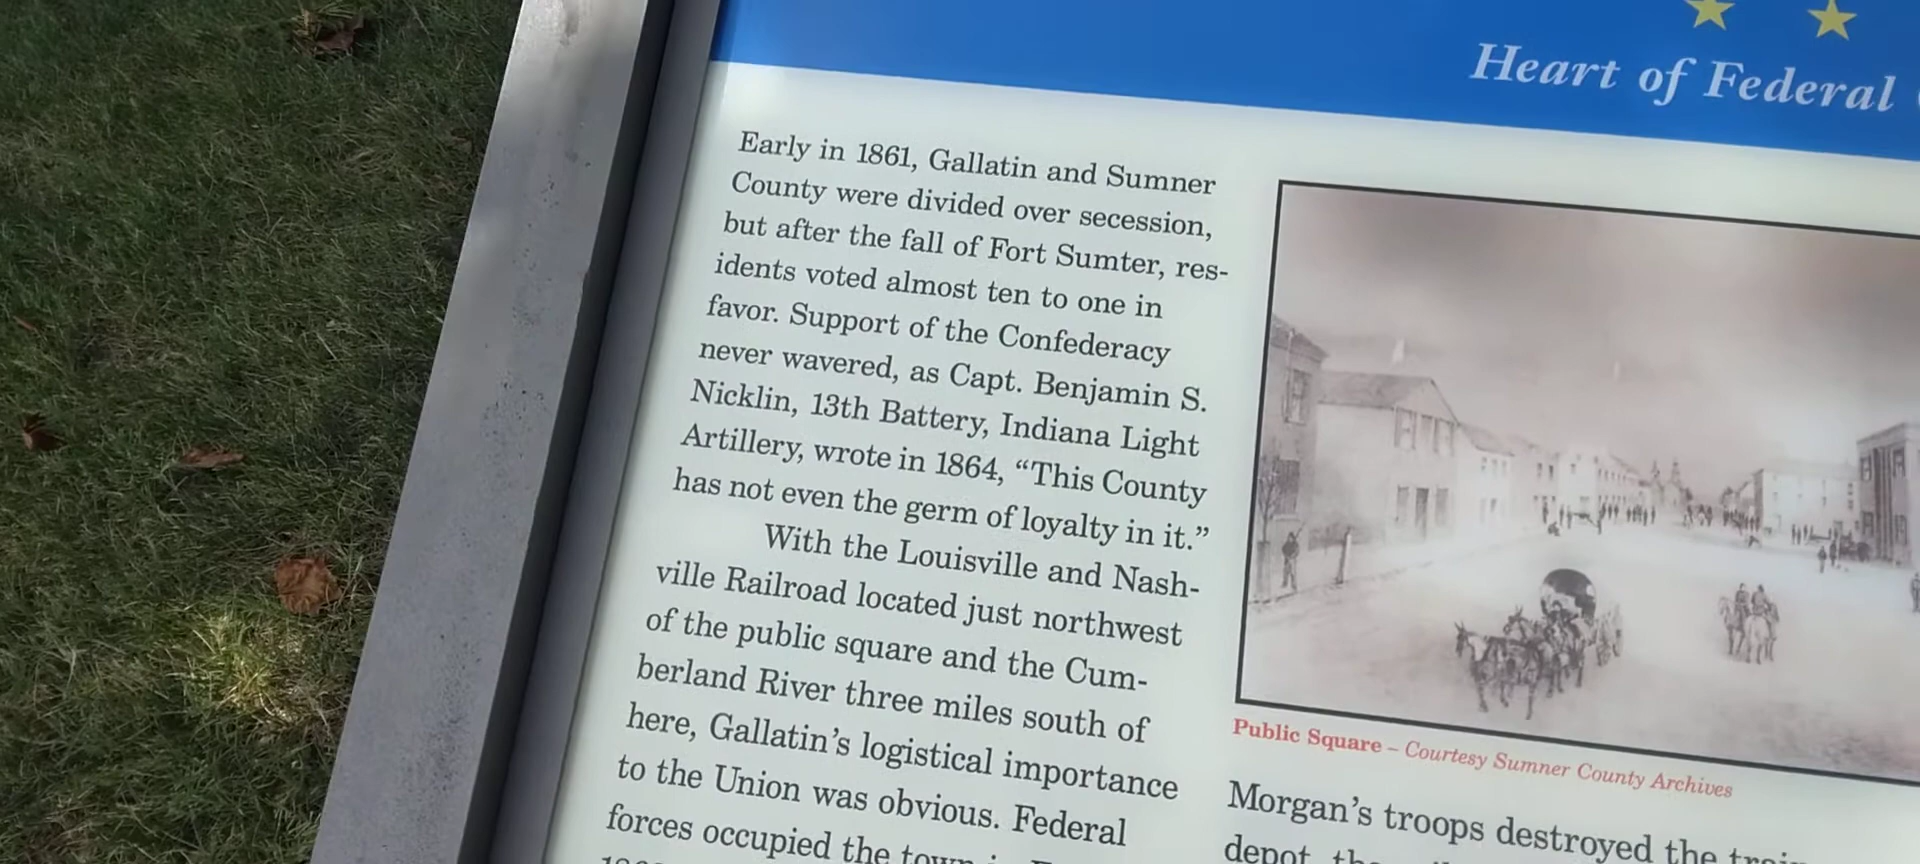 Heart of Federal
Early in 1861, Gallatin and Sumner
County were divided over secession,
but after the fall of Fort Sumter, res-
idents voted almost ten to one in
favor. Support of the Confederacy
never wavered, as Capt. Benjamin S.
Nicklin, 13th Battery, Indiana Light
Artillery, wrote in 1864, “This County
has not even the germ of loyalty in it.”
With the Louisville and Nash-
ville Railroad located just northwest
of the public square and the Cum-
berland River three miles south of
here, Gallatin’s logistical importance
to the Union was obvious. Federal
forces occupied the town
Public Square – Courtesy Sumner County Archives
Morgan’s troops destroyed the
depot,